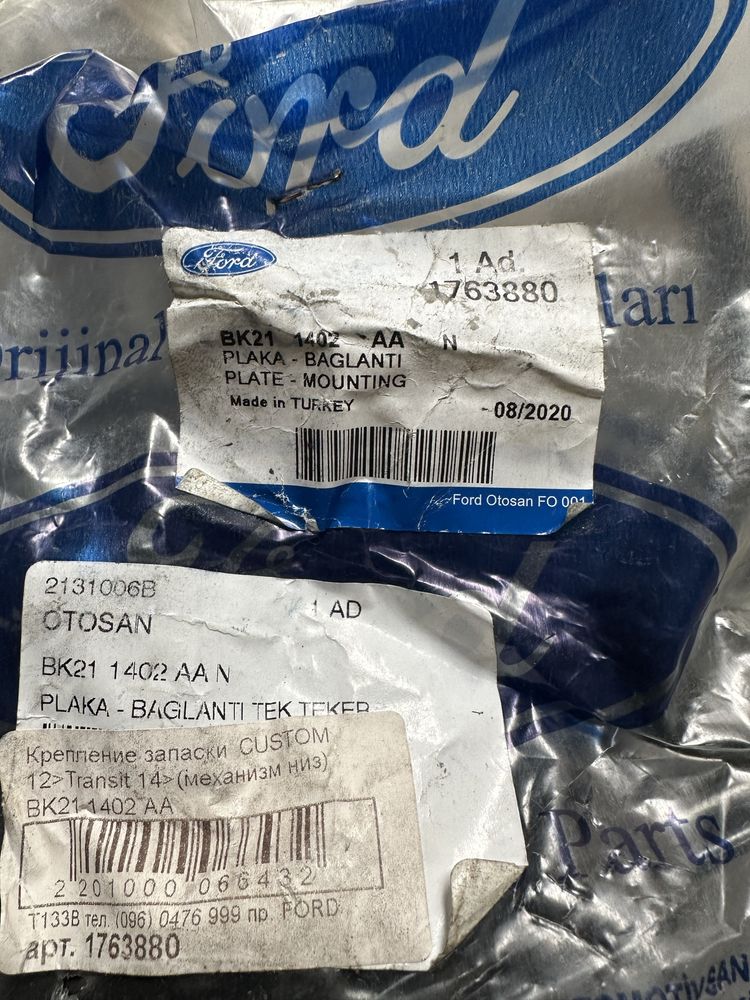 Ford
Ford
1 Ad.
1763880
BK21 1402 AA N
PLAKA - BAGLANTI
PLATE - MOUNTING
Made in TURKEY
08/2020
Ford Otosan FO 001
Orijinal
ları
2131006B
1 AD
OTOSAN
BK21 1402 AA N
PLAKA - BAGLANTI TEK TEKER
Крепление запаски CUSTOM
12>Transit 14>(механизм низ)
BK21 1402 AA
2 201000 066432
Т133В тел. (096) 0476 999 пр. FORD
арт. 1763880
Parts